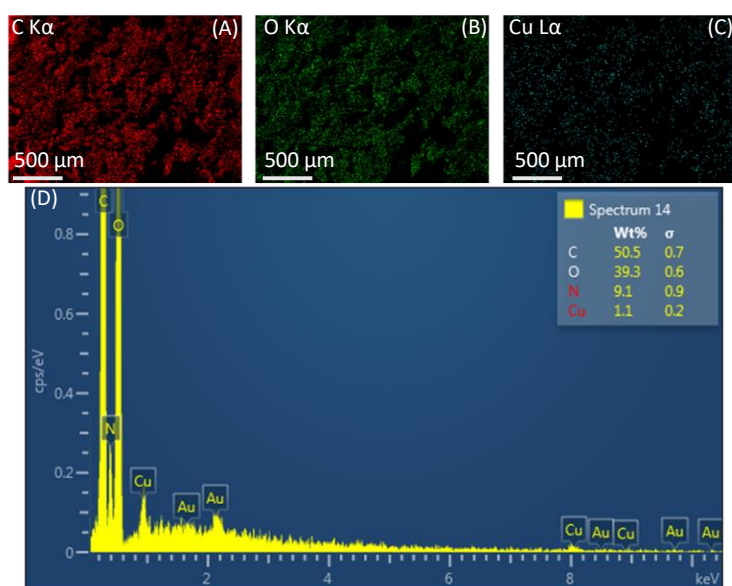 C Kα (A)
O Kα (B)
Cu Lα (C)
500 µm
500 µm
500 µm
(D)
Spectrum 14
Wt% σ
C 50.5 0.7
O 39.3 0.6
N 9.1 0.9
Cu 1.1 0.2
cps/eV
0.8
0.6
0.4
0.2
0
C
O
N
Cu
Au
Au
Cu
Au
Cu
Au
Au
2 4 6 8 keV